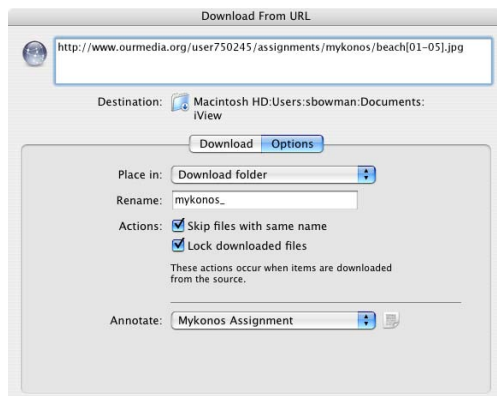 Download From URL
http://www.ourmedia.org/user750245/assignments/mykonos/beach[01-05].jpg
Destination: Macintosh HD:Users:sbowman:Documents:
iView
Download Options
Place in: Download folder
Rename: mykonos_
Actions: Skip files with same name
Lock downloaded files
These actions occur when items are downloaded
from the source.
Annotate: Mykonos Assignment